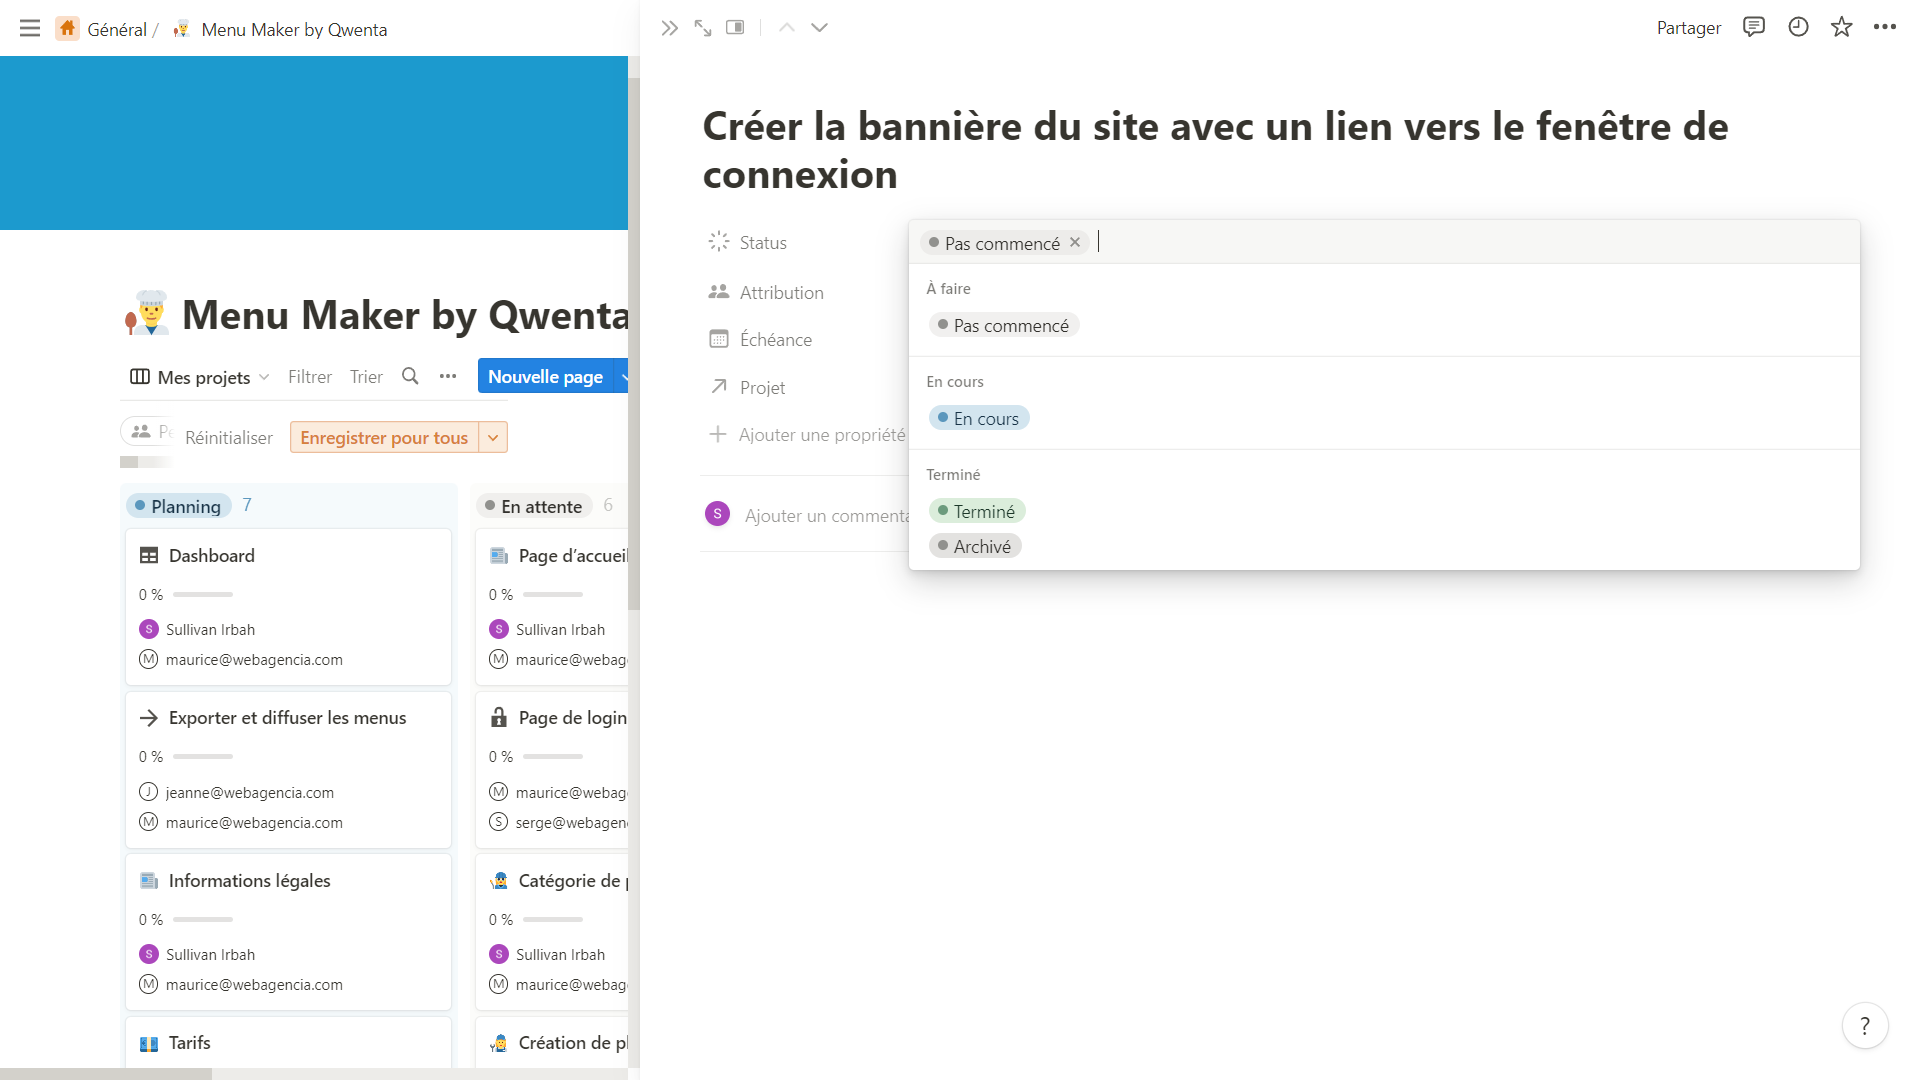 Général / Menu Maker by Qwenta
Menu Maker by Qwenta
Mes projets Filtrer Trier Nouvelle page
Pe Réinitialiser Enregistrer pour tous
Planning 7
Dashboard
0 %
S Sullivan Irbah
M maurice@webagencia.com
Exporter et diffuser les menus
0 %
J jeanne@webagencia.com
M maurice@webagencia.com
Informations légales
0 %
S Sullivan Irbah
M maurice@webagencia.com
Tarifs
En attente 6
Page d’accueil
0 %
S Sullivan Irbah
M maurice@webag
Page de login
0 %
M maurice@webag
S serge@webagen
Catégorie de p
0 %
S Sullivan Irbah
M maurice@webag
Création de pl
Partager
Créer la bannière du site avec un lien vers le fenêtre de
connexion
Status
Attribution
Échéance
Projet
Ajouter une propriété
S Ajouter un commenta
Pas commencé
À faire
Pas commencé
En cours
En cours
Terminé
Terminé
Archivé
?